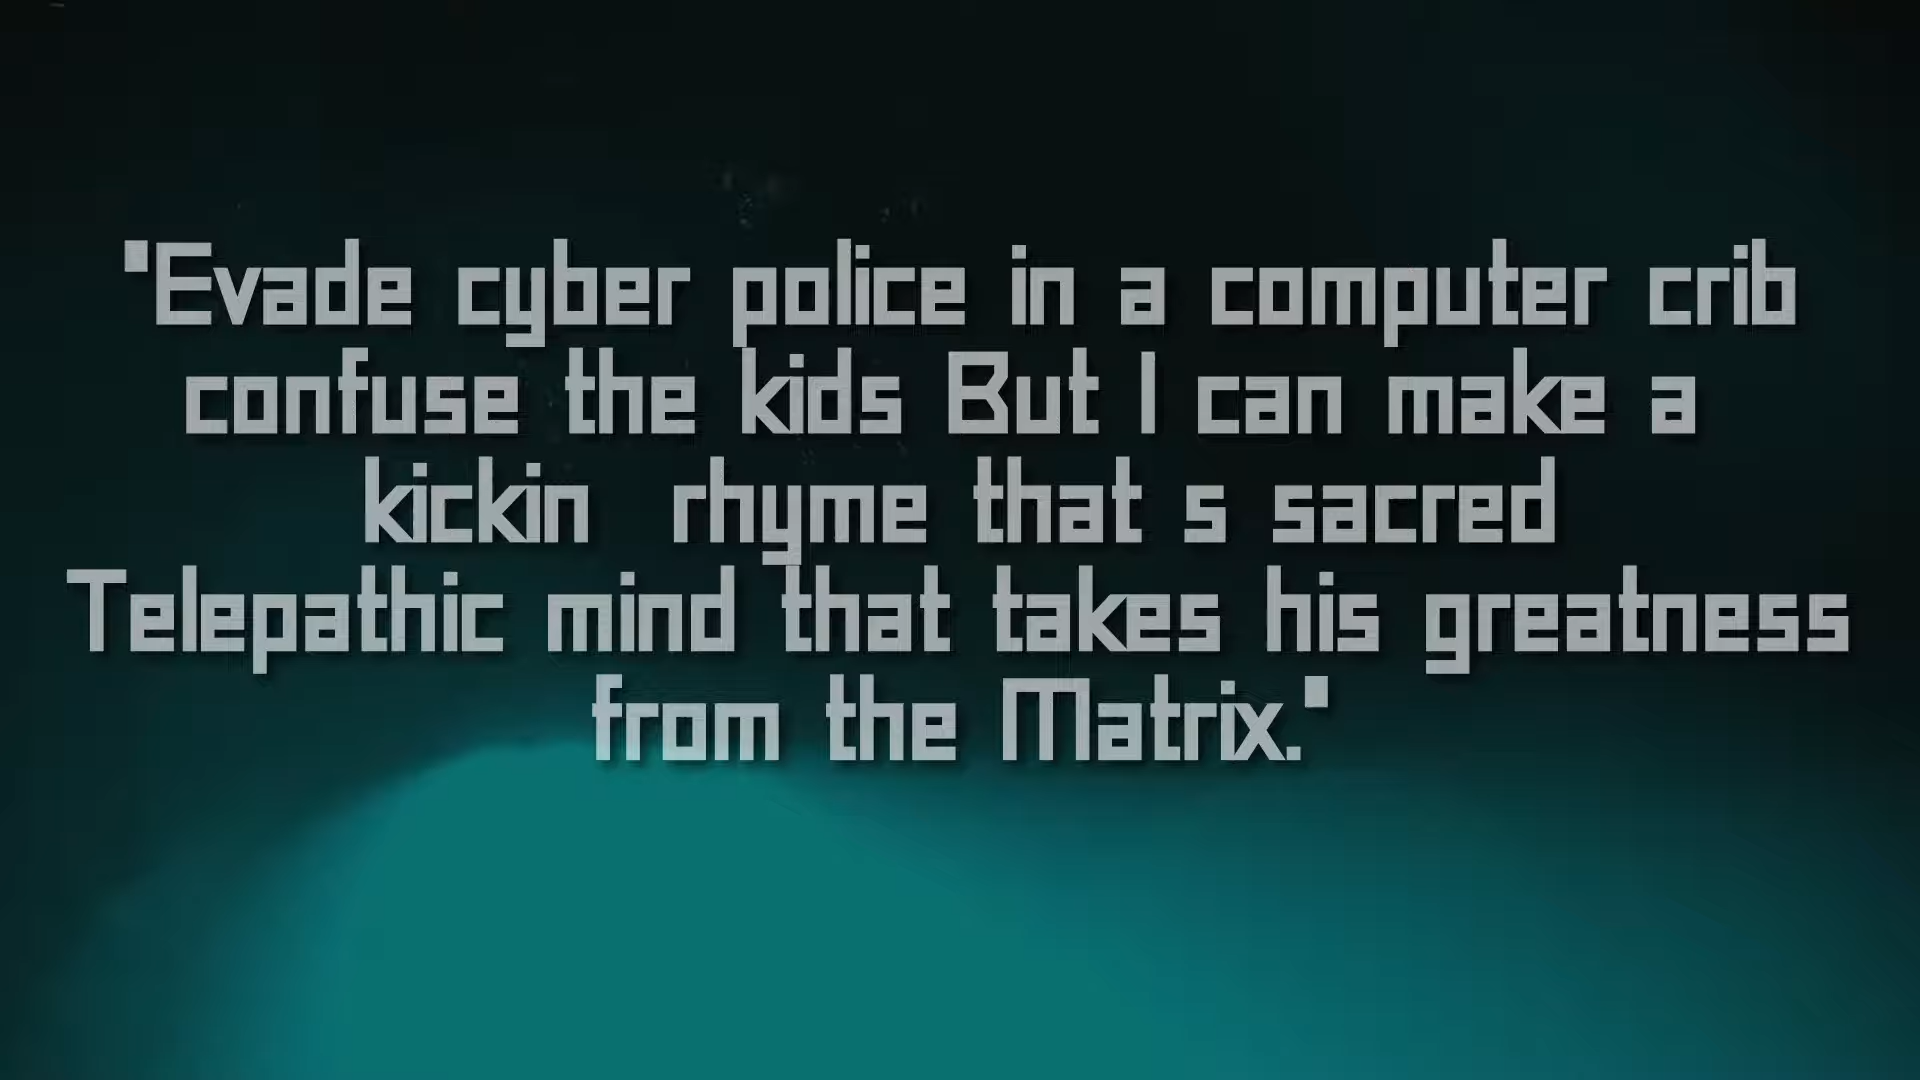 "Evade cyber police in a computer crib
confuse the kids But I can make a
kickin rhyme that s sacred
Telepathic mind that takes his greatness
from the Matrix."